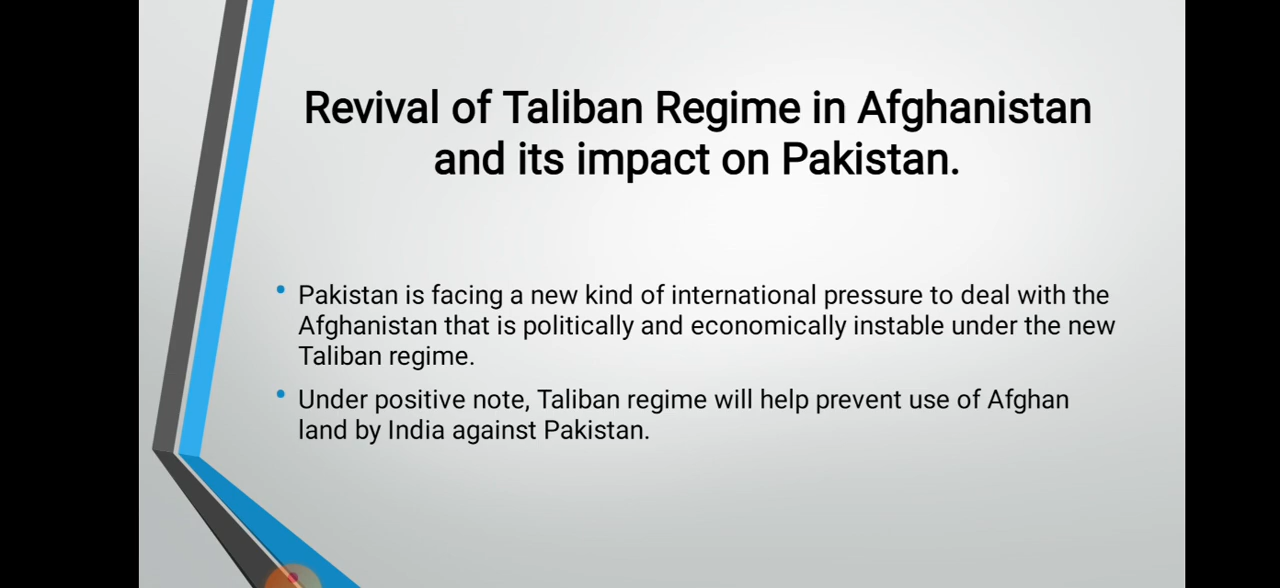 Revival of Taliban Regime in Afghanistan
and its impact on Pakistan.
• Pakistan is facing a new kind of international pressure to deal with the
Afghanistan that is politically and economically instable under the new
Taliban regime.
• Under positive note, Taliban regime will help prevent use of Afghan
land by India against Pakistan.